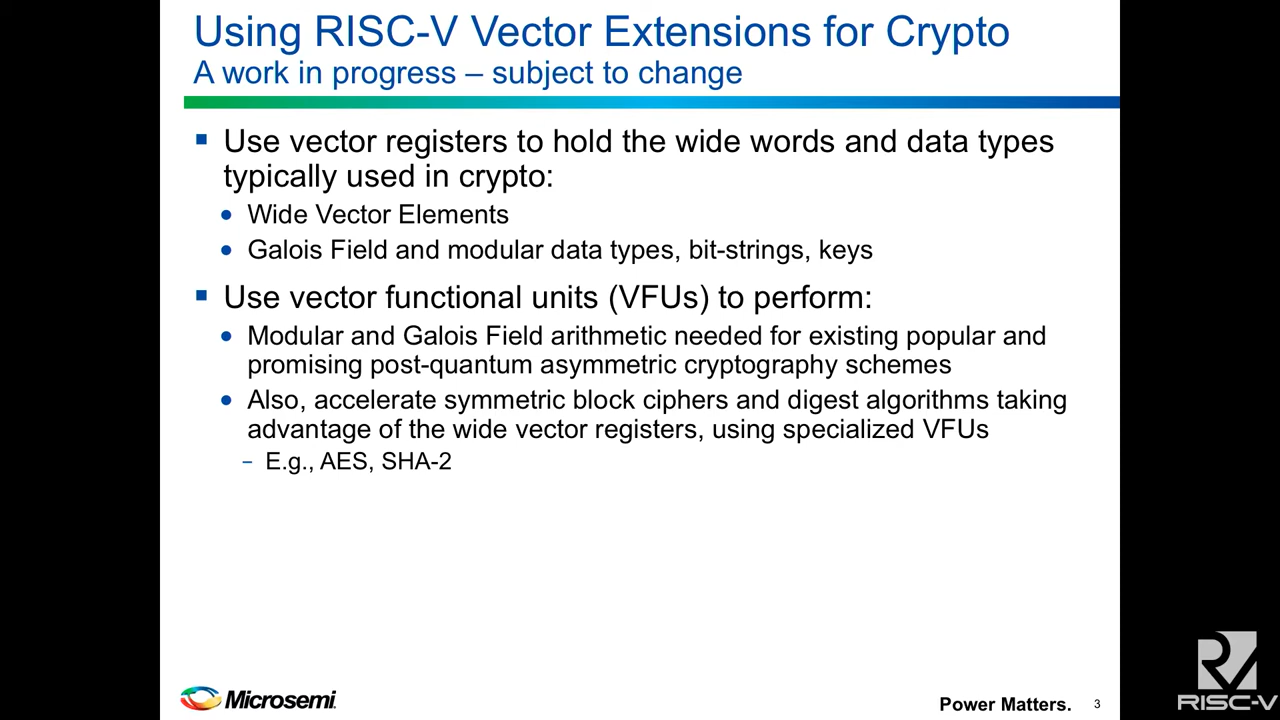 Using RISC-V Vector Extensions for Crypto
A work in progress – subject to change
Use vector registers to hold the wide words and data types
typically used in crypto:
Wide Vector Elements
Galois Field and modular data types, bit-strings, keys
Use vector functional units (VFUs) to perform:
Modular and Galois Field arithmetic needed for existing popular and
promising post-quantum asymmetric cryptography schemes
Also, accelerate symmetric block ciphers and digest algorithms taking
advantage of the wide vector registers, using specialized VFUs
– E.g., AES, SHA-2
Microsemi.
Power Matters. 3
RISC-V